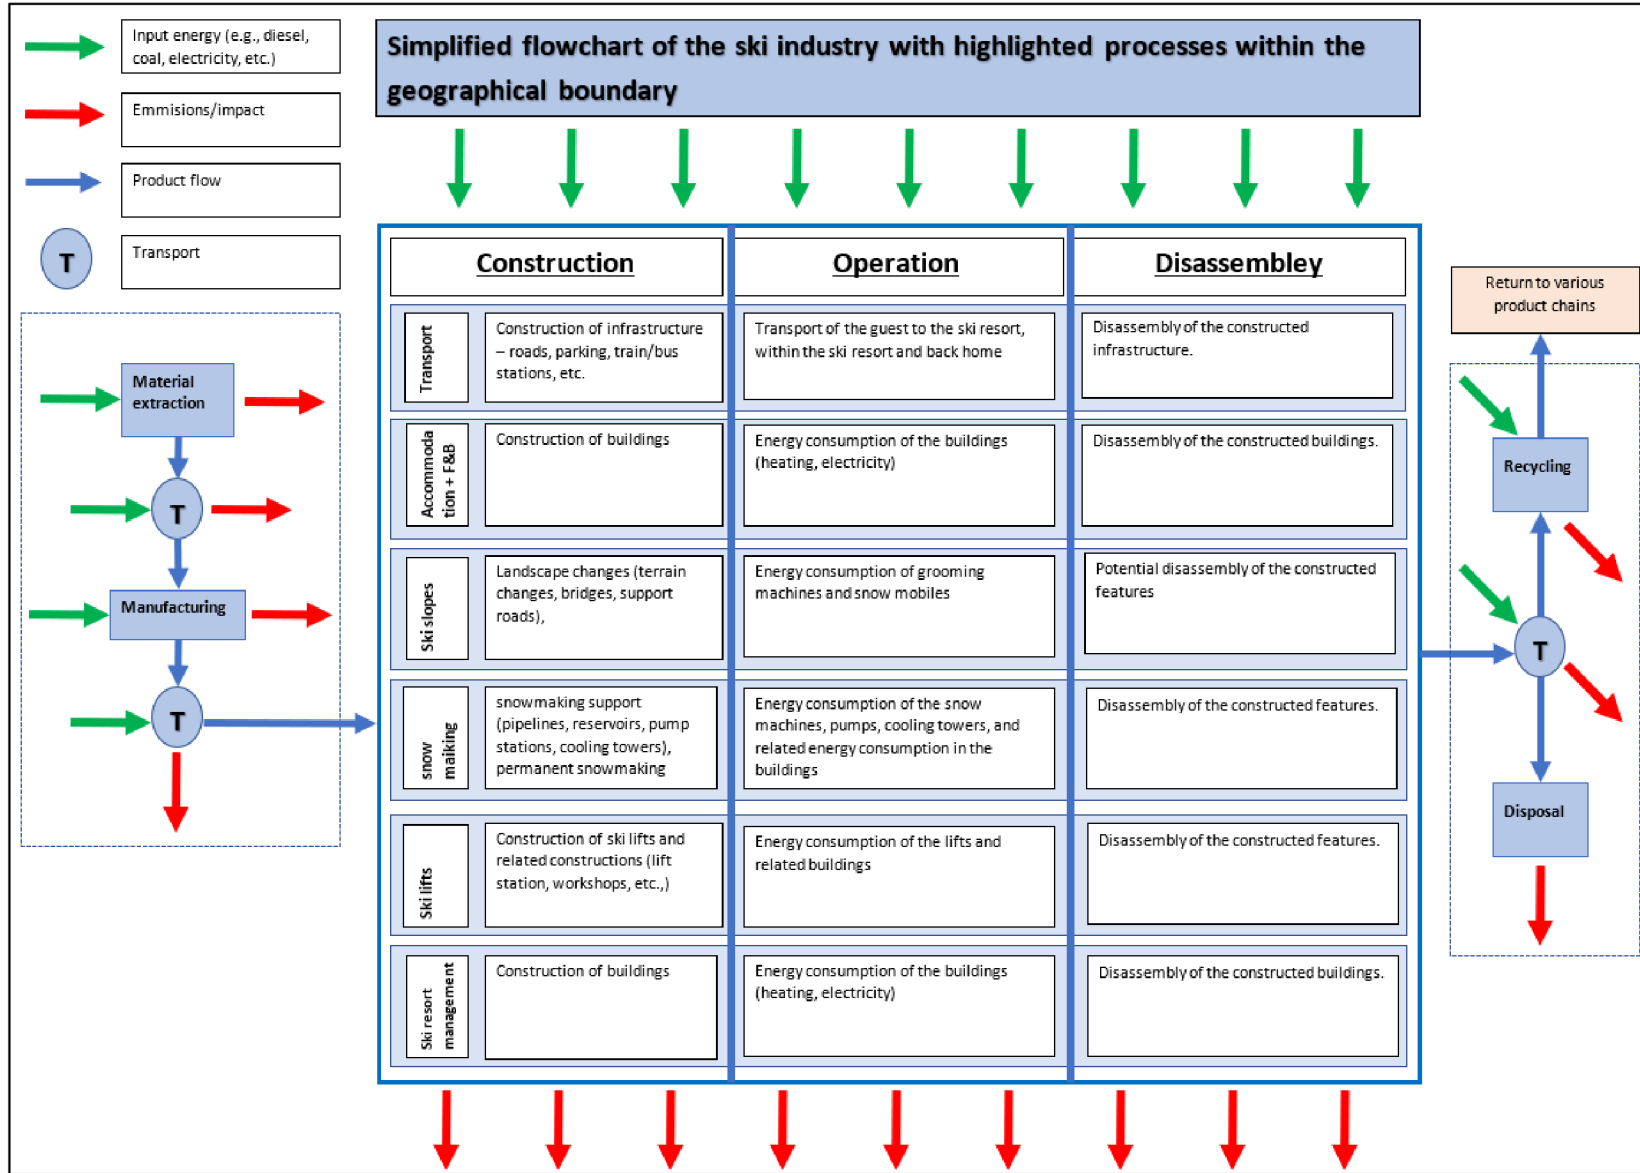 Input energy (e.g., diesel,
coal, electricity, etc.)
Emmisions/impact
Product flow
T
Transport
Simplified flowchart of the ski industry with highlighted processes within the
geographical boundary
Material
extraction
T
Manufacturing
T
Construction
Operation
Disassembley
Transport
Construction of infrastructure
– roads, parking, train/bus
stations, etc.
Transport of the guest to the ski resort,
within the ski resort and back home
Disassembly of the constructed
infrastructure.
Accommoda
tion + F&B
Construction of buildings
Energy consumption of the buildings
(heating, electricity)
Disassembly of the constructed buildings.
Ski slopes
Landscape changes (terrain
changes, bridges, support
roads),
Energy consumption of grooming
machines and snow mobiles
Potential disassembly of the constructed
features
snow
maiking
snowmaking support
(pipelines, reservoirs, pump
stations, cooling towers),
permanent snowmaking
Energy consumption of the snow
machines, pumps, cooling towers, and
related energy consumption in the
buildings
Disassembly of the constructed features.
Ski lifts
Construction of ski lifts and
related constructions (lift
station, workshops, etc.,)
Energy consumption of the lifts and
related buildings
Disassembly of the constructed features.
Ski resort
management
Construction of buildings
Energy consumption of the buildings
(heating, electricity)
Disassembly of the constructed buildings.
Return to various
product chains
Recycling
T
Disposal